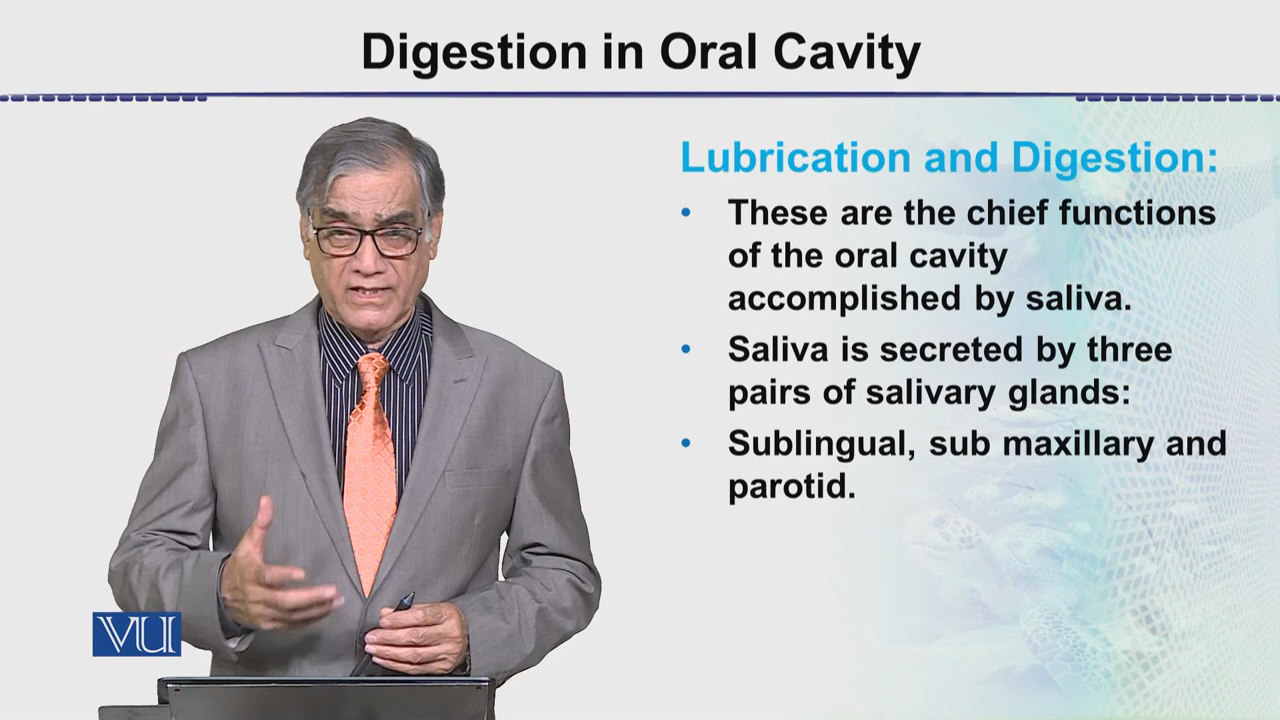 Digestion in Oral Cavity
Lubrication and Digestion:
• These are the chief functions
of the oral cavity
accomplished by saliva.
• Saliva is secreted by three
pairs of salivary glands:
• Sublingual, sub maxillary and
parotid.
VU